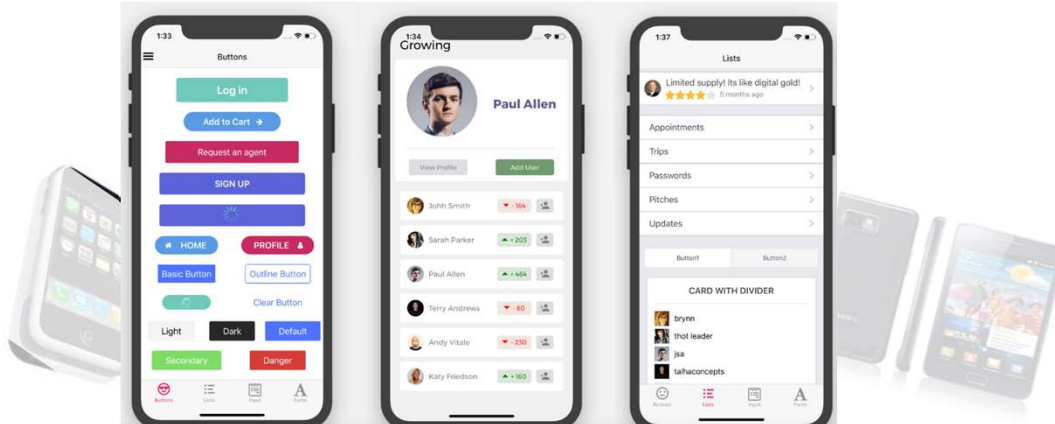 1:33
Buttons
Log in
Add to Cart →
Request an agent
SIGN UP
HOME PROFILE
Basic Button Outline Button
Clear Button
Light Dark Default
Secondary Danger
Buttons Lists Input Fonts
1:34
Growing
Paul Allen
View Profile Add User
Johh Smith ▼ - 164
Sarah Parker ▲ + 203
Paul Allen ▲ + 464
Terry Andrews ▼ - 80
Andy Vitale ▼ - 230
Katy Friedson ▲ + 160
1:37
Lists
Limited supply! Its like digital gold!
5 months ago
Appointments
Trips
Passwords
Pitches
Updates
Button1 Button2
CARD WITH DIVIDER
brynn
thot leader
jsa
talhaconcepts
Buttons Lists Input Fonts